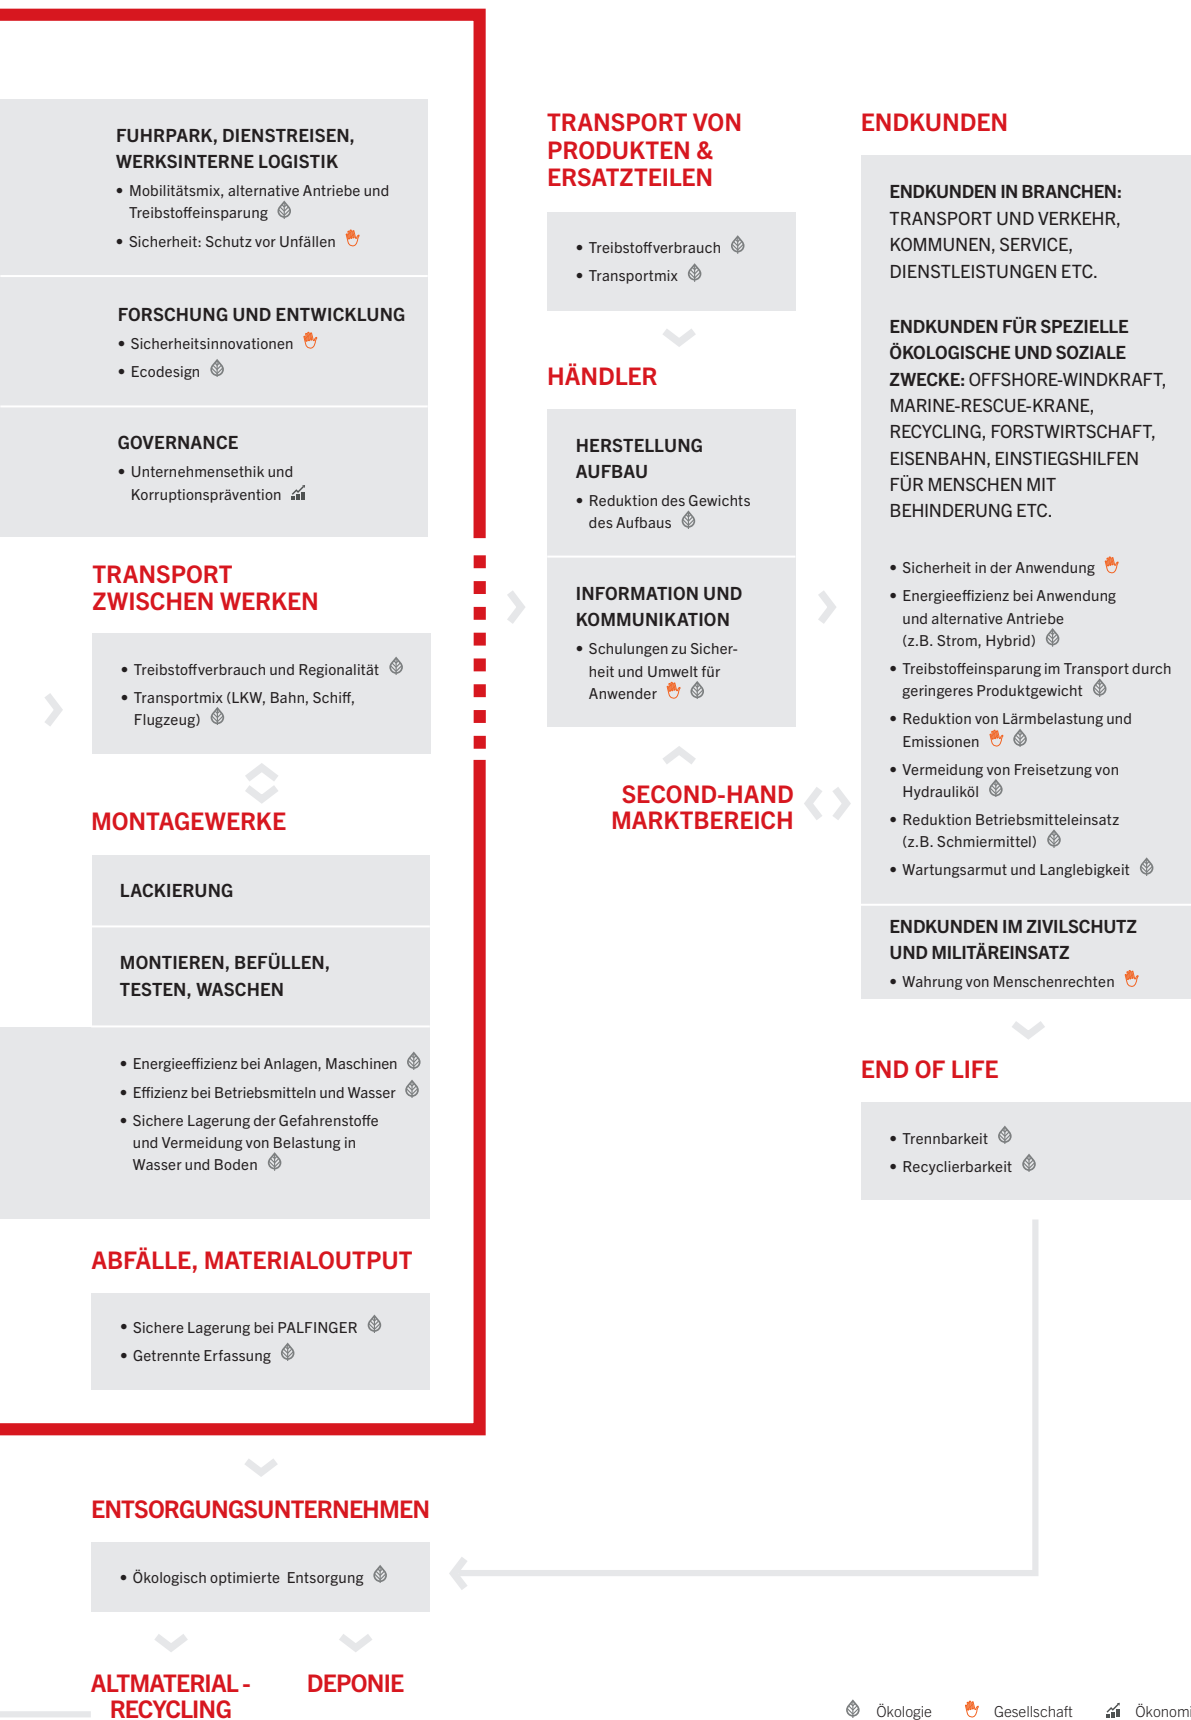 FUHRPARK, DIENSTREISEN,
WERKSINTERNE LOGISTIK
• Mobilitätsmix, alternative Antriebe und
Treibstoffeinsparung
• Sicherheit: Schutz vor Unfällen
FORSCHUNG UND ENTWICKLUNG
• Sicherheitsinnovationen
• Ecodesign
GOVERNANCE
• Unternehmensethik und
Korruptionsprävention
TRANSPORT
ZWISCHEN WERKEN
• Treibstoffverbrauch und Regionalität
• Transportmix (LKW, Bahn, Schiff,
Flugzeug)
MONTAGEWERKE
LACKIERUNG
MONTIEREN, BEFÜLLEN,
TESTEN, WASCHEN
• Energieeffizienz bei Anlagen, Maschinen
• Effizienz bei Betriebsmitteln und Wasser
• Sichere Lagerung der Gefahrenstoffe
und Vermeidung von Belastung in
Wasser und Boden
ABFÄLLE, MATERIALOUTPUT
• Sichere Lagerung bei PALFINGER
• Getrennte Erfassung
ENTSORGUNGSUNTERNEHMEN
• Ökologisch optimierte Entsorgung
ALTMATERIAL -
RECYCLING
DEPONIE
TRANSPORT VON
PRODUKTEN &
ERSATZTEILEN
• Treibstoffverbrauch
• Transportmix
HÄNDLER
HERSTELLUNG
AUFBAU
• Reduktion des Gewichts
des Aufbaus
INFORMATION UND
KOMMUNIKATION
• Schulungen zu Sicher-
heit und Umwelt für
Anwender
SECOND-HAND
MARKTBEREICH
ENDKUNDEN
ENDKUNDEN IN BRANCHEN:
TRANSPORT UND VERKEHR,
KOMMUNEN, SERVICE,
DIENSTLEISTUNGEN ETC.
ENDKUNDEN FÜR SPEZIELLE
ÖKOLOGISCHE UND SOZIALE
ZWECKE: OFFSHORE-WINDKRAFT,
MARINE-RESCUE-KRANE,
RECYCLING, FORSTWIRTSCHAFT,
EISENBAHN, EINSTIEGSHILFEN
FÜR MENSCHEN MIT
BEHINDERUNG ETC.
• Sicherheit in der Anwendung
• Energieeffizienz bei Anwendung
und alternative Antriebe
(z.B. Strom, Hybrid)
• Treibstoffeinsparung im Transport durch
geringeres Produktgewicht
• Reduktion von Lärmbelastung und
Emissionen
• Vermeidung von Freisetzung von
Hydrauliköl
• Reduktion Betriebsmitteleinsatz
(z.B. Schmiermittel)
• Wartungsarmut und Langlebigkeit
ENDKUNDEN IM ZIVILSCHUTZ
UND MILITÄREINSATZ
• Wahrung von Menschenrechten
END OF LIFE
• Trennbarkeit
• Recyclierbarkeit
Ökologie Gesellschaft Ökonomi